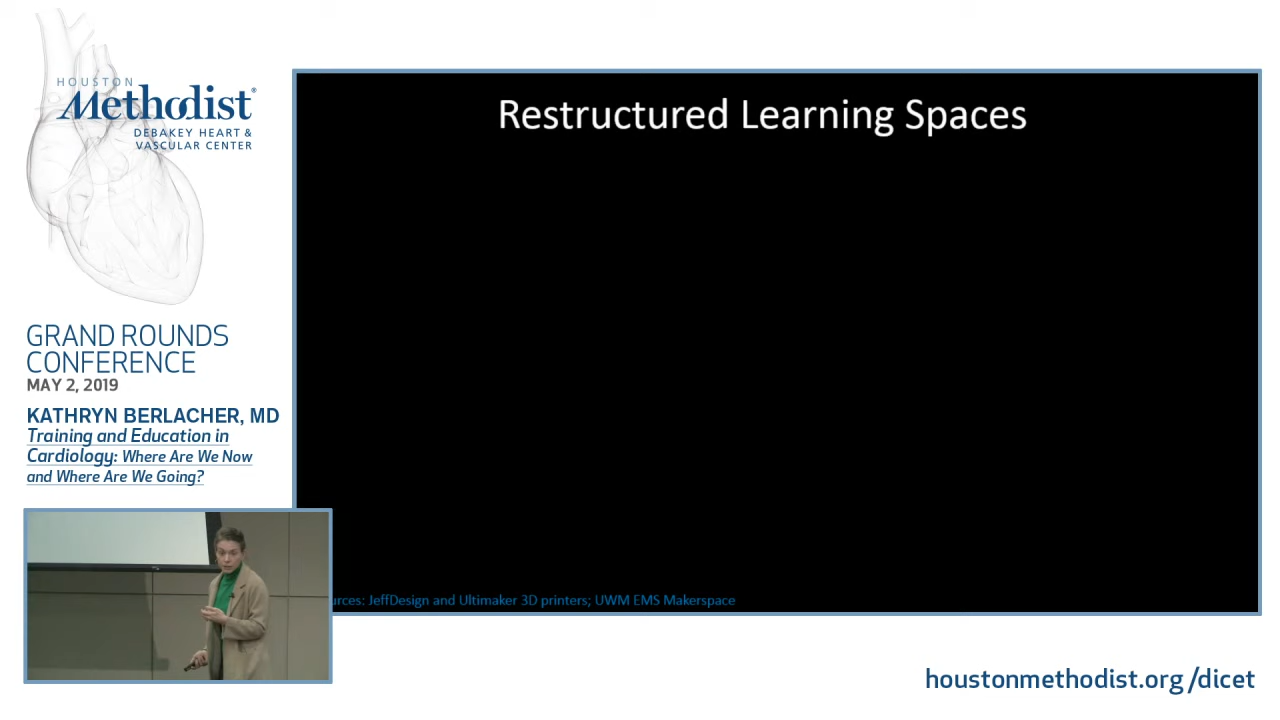 HOUSTON
Methodist®
DEBAKEY HEART &
VASCULAR CENTER
GRAND ROUNDS
CONFERENCE
MAY 2, 2019
KATHRYN BERLACHER, MD
Training and Education in
Cardiology: Where Are We Now
and Where Are We Going?
Restructured Learning Spaces
JeffDesign and Ultimaker 3D printers; UWM EMS Makerspace
houstonmethodist.org/dicet